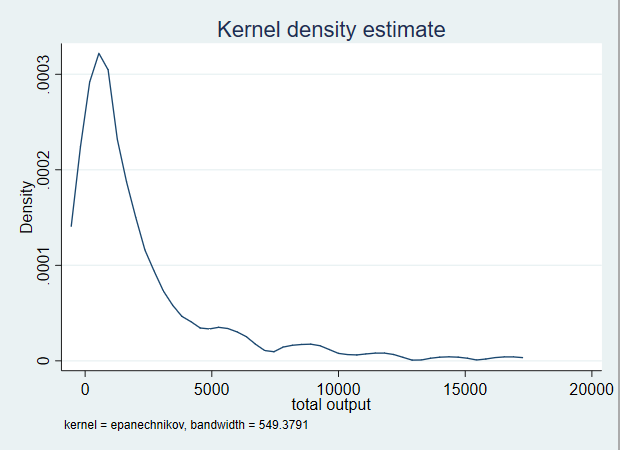 Kernel density estimate
Density
.0003
.0002
.0001
0
0 5000 10000 15000 20000
total output
kernel = epanechnikov, bandwidth = 549.3791